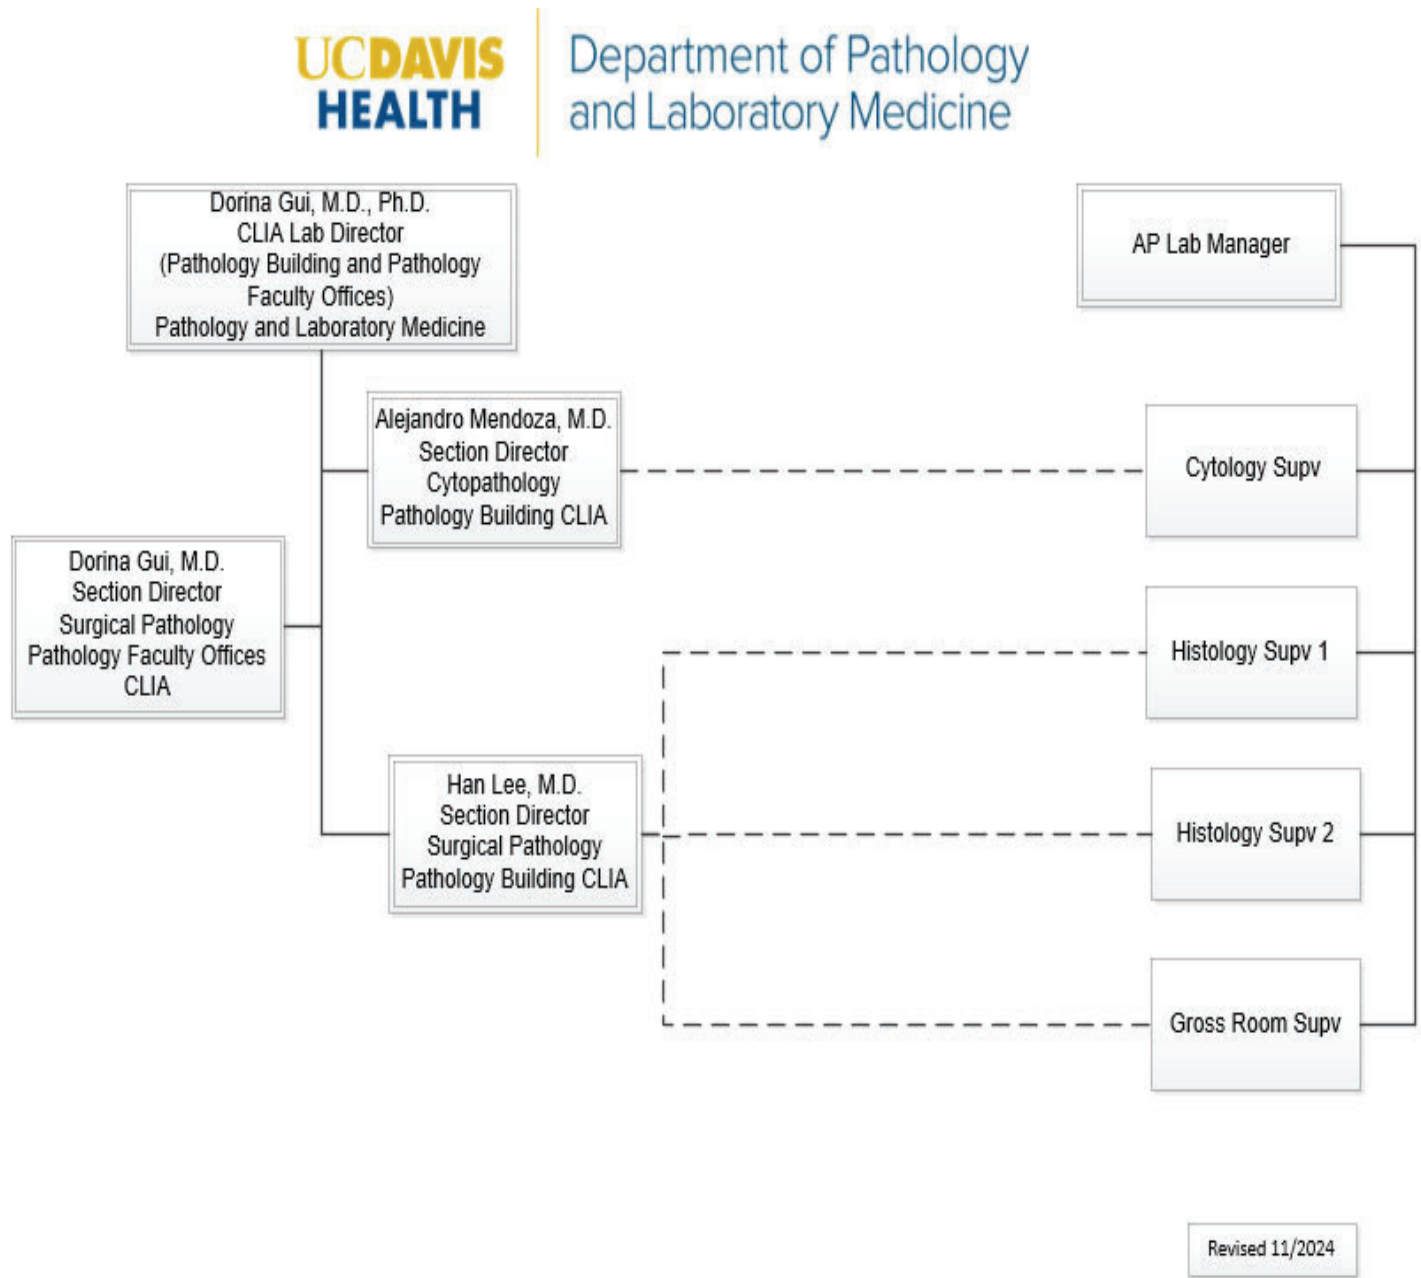 UCDAVIS
HEALTH
Department of Pathology
and Laboratory Medicine
Dorina Gui, M.D., Ph.D.
CLIA Lab Director
(Pathology Building and Pathology
Faculty Offices)
Pathology and Laboratory Medicine
AP Lab Manager
Alejandro Mendoza, M.D.
Section Director
Cytopathology
Pathology Building CLIA
Cytology Supv
Dorina Gui, M.D.
Section Director
Surgical Pathology
Pathology Faculty Offices
CLIA
Histology Supv 1
Han Lee, M.D.
Section Director
Surgical Pathology
Pathology Building CLIA
Histology Supv 2
Gross Room Supv
Revised 11/2024